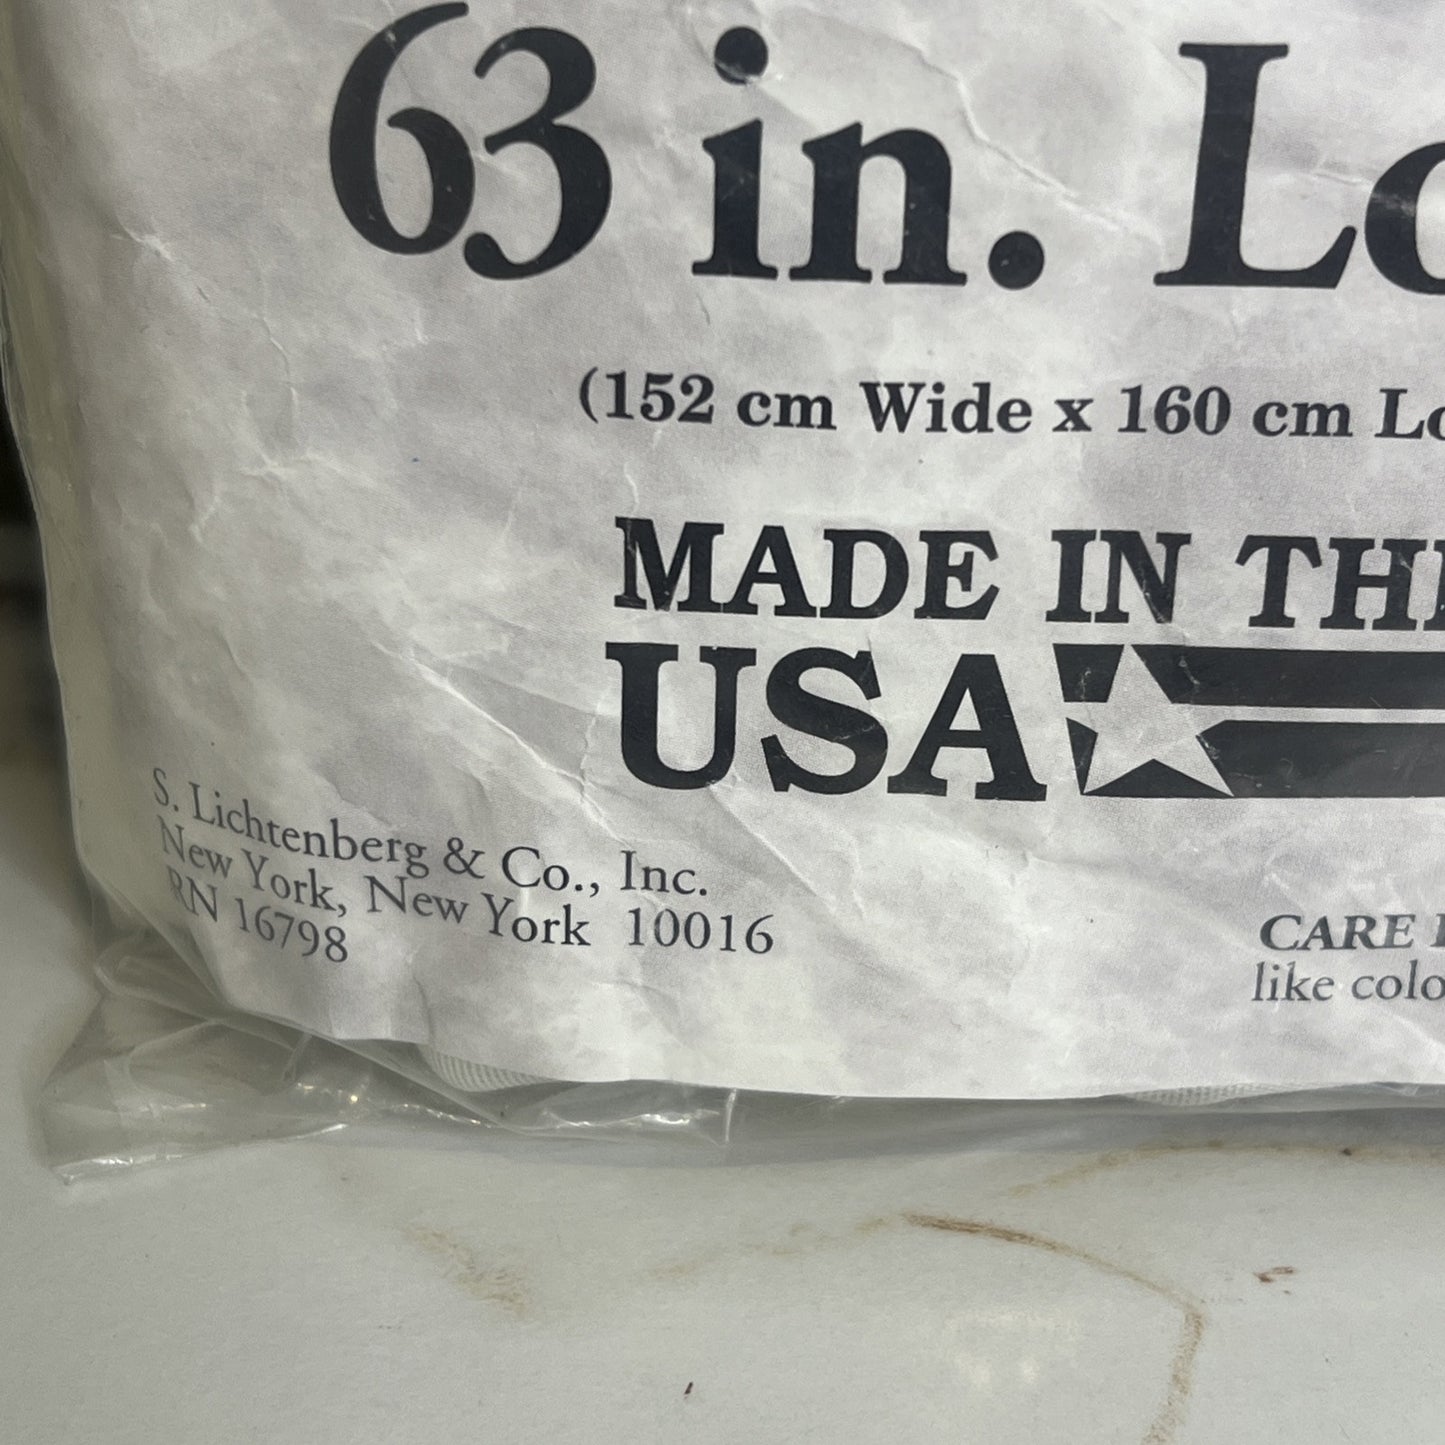 63 in. Lo
(152 cm Wide x 160 cm Lo
MADE IN THE
USA
S. Lichtenberg & Co., Inc.
New York, New York 10016
RN 16798
CARE
like colo